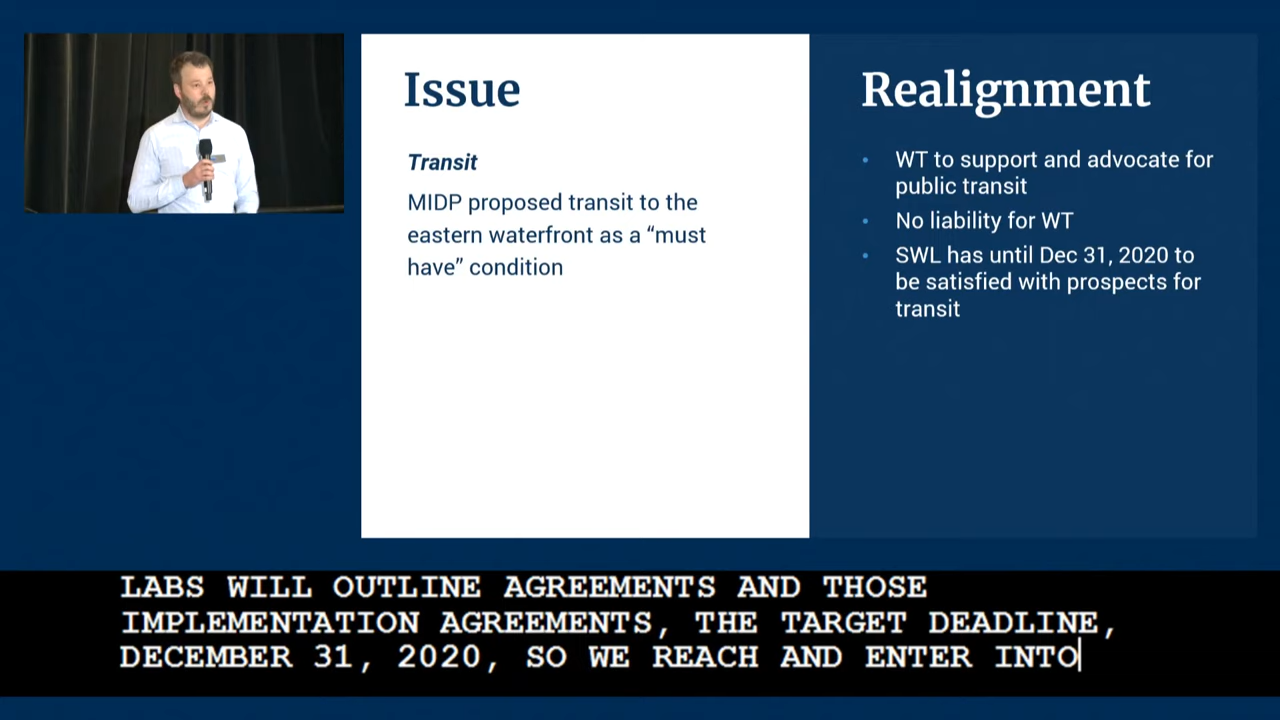 Issue
Transit
MIDP proposed transit to the
eastern waterfront as a “must
have” condition
Realignment
• WT to support and advocate for
public transit
• No liability for WT
• SWL has until Dec 31, 2020 to
be satisfied with prospects for
transit
LABS WILL OUTLINE AGREEMENTS AND THOSE
IMPLEMENTATION AGREEMENTS, THE TARGET DEADLINE,
DECEMBER 31, 2020, SO WE REACH AND ENTER INTO